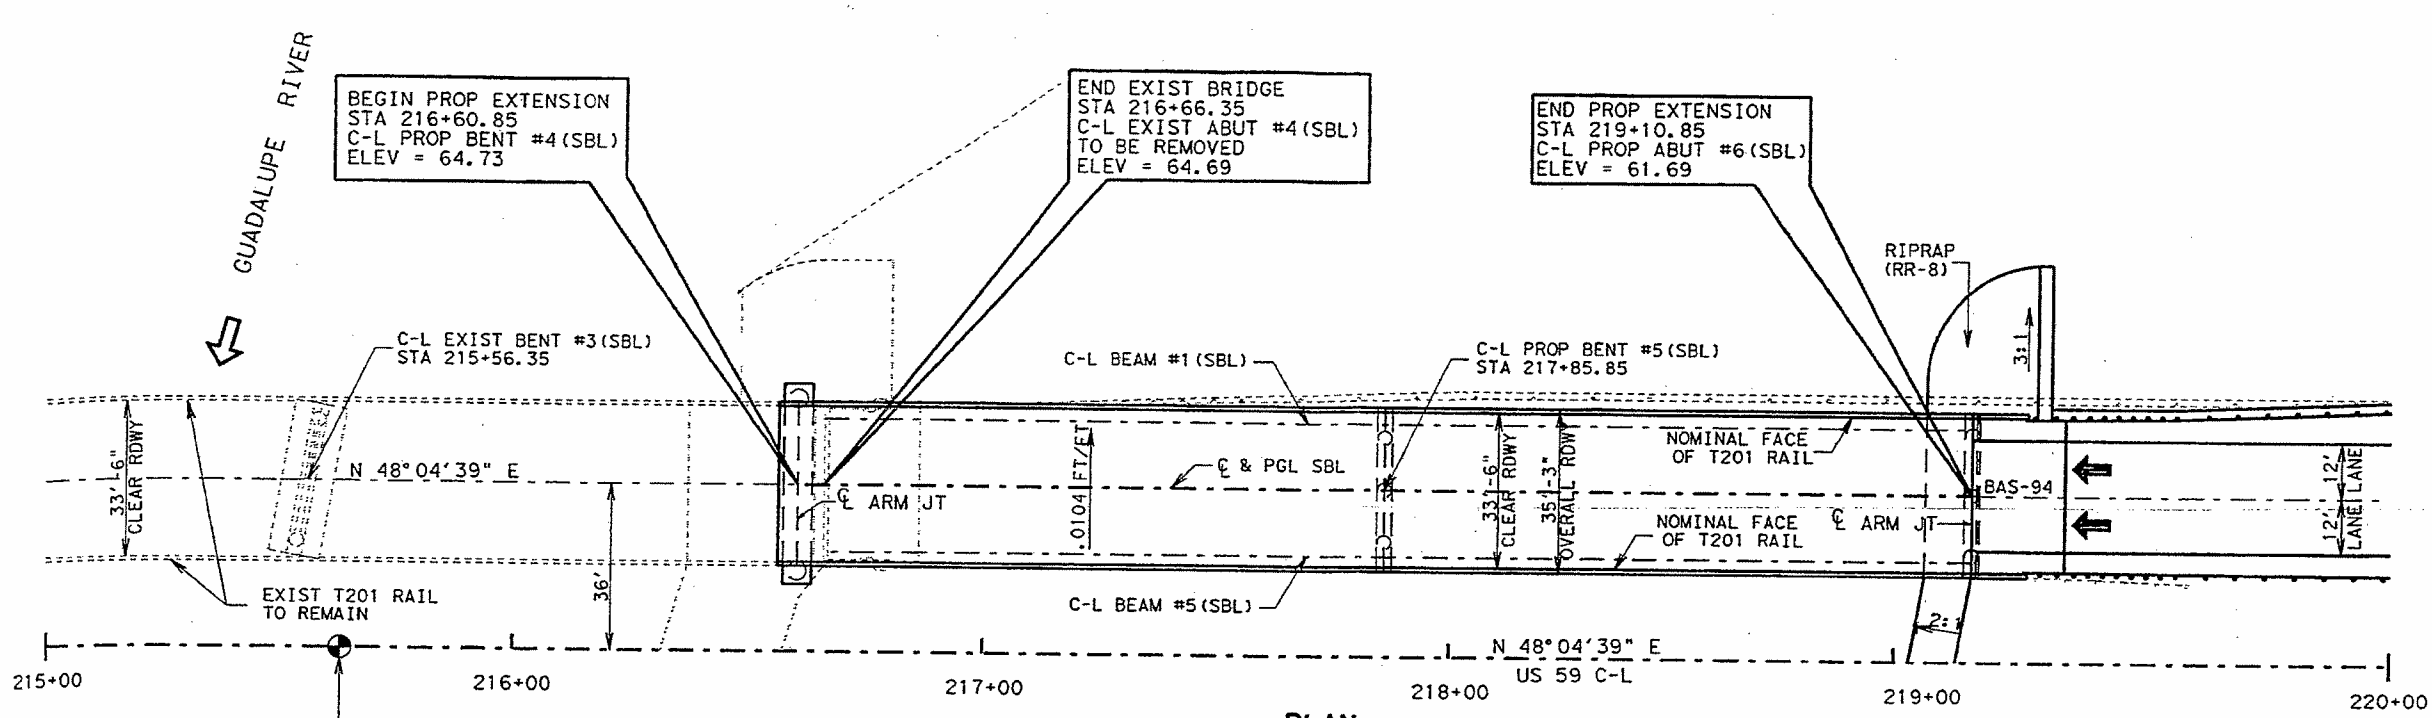 GUADALUPE RIVER
BEGIN PROP EXTENSION
STA 216+60.85
C-L PROP BENT #4(SBL)
ELEV = 64.73
END EXIST BRIDGE
STA 216+66.35
C-L EXIST ABUT #4(SBL)
TO BE REMOVED
ELEV = 64.69
END PROP EXTENSION
STA 219+10.85
C-L PROP ABUT #6(SBL)
ELEV = 61.69
RIPRAP
(RR-8)
3:1
C-L EXIST BENT #3(SBL)
STA 215+56.35
C-L BEAM #1(SBL)
C-L PROP BENT #5(SBL)
STA 217+85.85
33'-6"
CLEAR RDWY
N 48°04'39" E
36'
℄ ARM JT
.0104 FT/FT
℄ & PGL SBL
33'-6"
CLEAR RDWY
35'-3"
OVERALL RDWY
NOMINAL FACE
OF T201 RAIL
NOMINAL FACE
OF T201 RAIL
℄ ARM JT
BAS-94
12'
LANE
12'
LANE
EXIST T201 RAIL
TO REMAIN
C-L BEAM #5(SBL)
2:1
N 48°04'39" E
US 59 C-L
215+00
216+00
217+00
218+00
219+00
220+00
PLAN